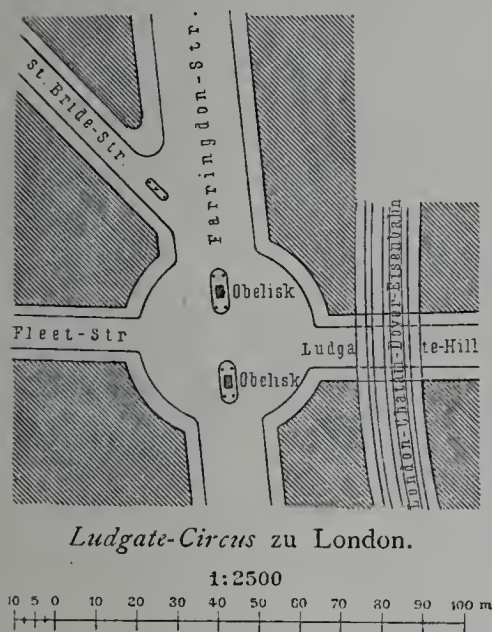 St. Bride-Str.
Farringdon-Str.
Obelisk
Fleet-Str
Ludga te-Hill
Obelisk
London-Chatam-Dover-Eisenbahn
Ludgate-Circus zu London.
1:2500
10 5 0 10 20 30 40 50 60 70 80 90 100 m